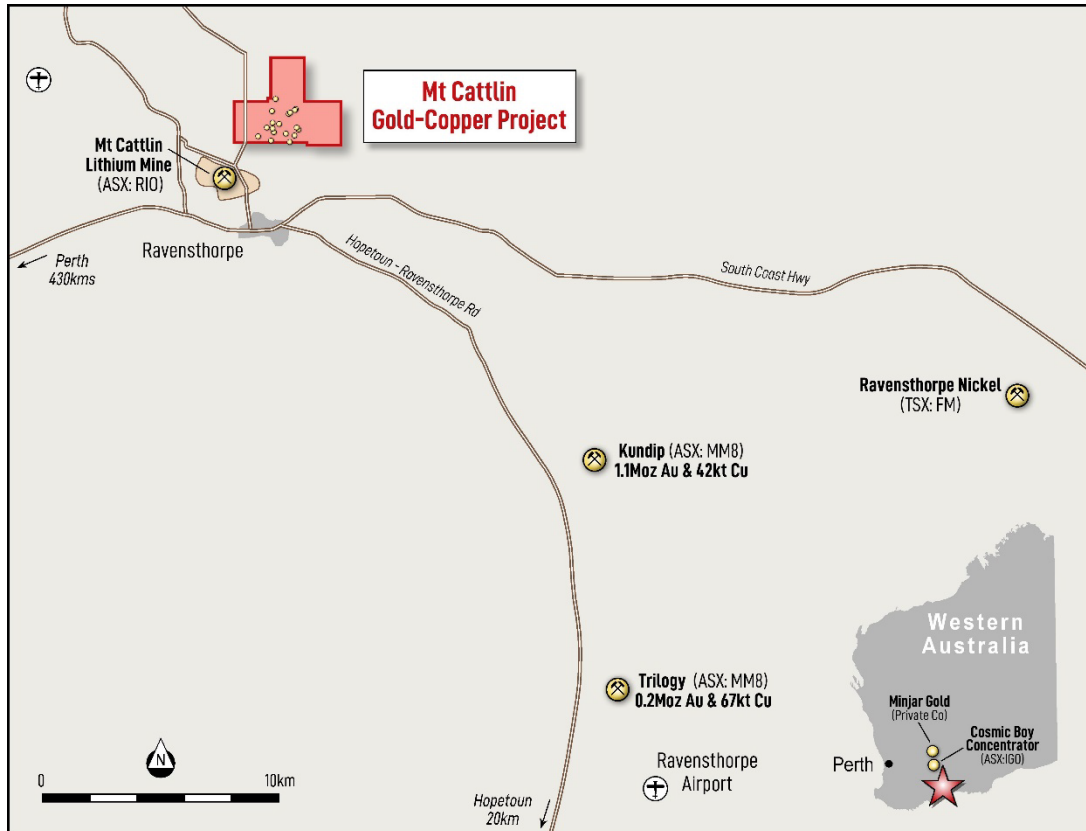 Mt Cattlin
Gold-Copper Project
Mt Cattlin
Lithium Mine
(ASX: RIO)
Ravensthorpe
Perth
430kms
Hopetoun - Ravensthorpe Rd
South Coast Hwy
Ravensthorpe Nickel
(TSX: FM)
Kundip (ASX: MM8)
1.1Moz Au & 42kt Cu
Trilogy (ASX: MM8)
0.2Moz Au & 67kt Cu
Western
Australia
Minjar Gold
(Private Co)
Cosmic Boy
Concentrator
(ASX:IGO)
Perth
Ravensthorpe
Airport
N
0 10km
Hopetoun
20km